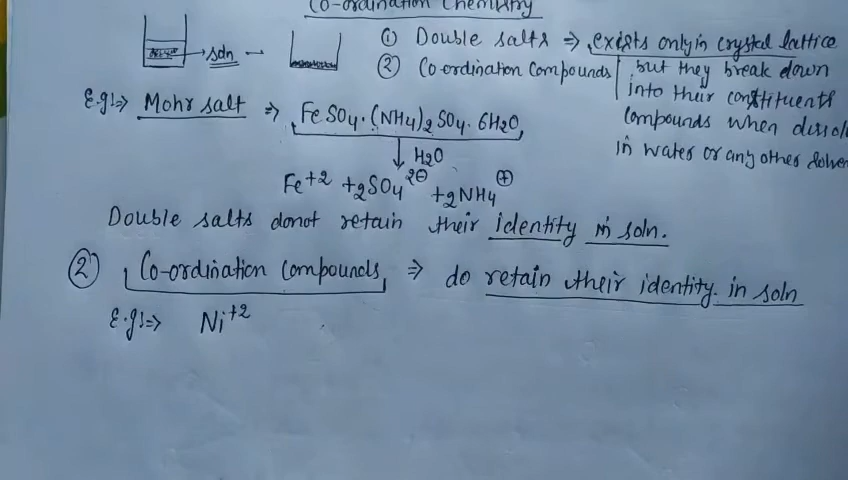 Co-ordination Chemistry
→ soln → ① Double salts ⇒ exists only in crystal lattice
② Co-ordination compounds but they break down
into their constituents
compounds when
in water or any other
E.g:⇒ Mohr salt ⇒ FeSO4·(NH4)2SO4·6H2O
↓ H2O
Fe+2 + 2SO4 2⊖ + 2NH4 ⊕
Double salts donot retain their identity in soln.
② Co-ordination compounds ⇒ do retain their identity in soln
E.g:⇒ Ni+2